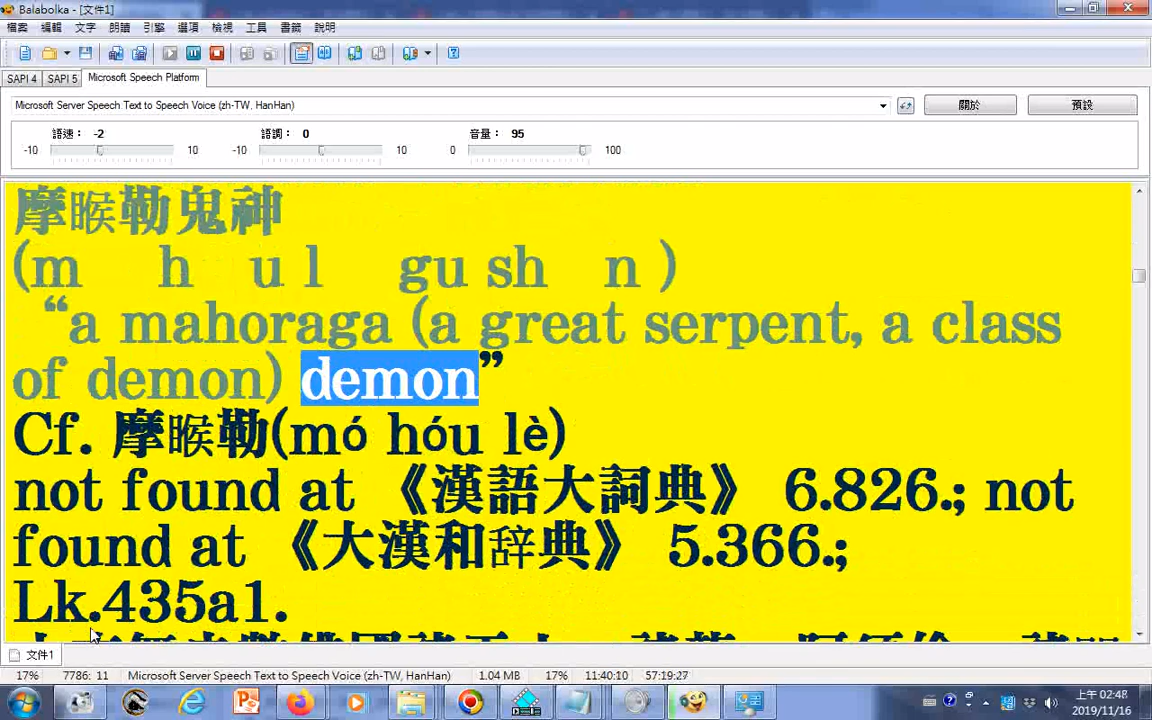 Balabolka - [文件1]
檔案 編輯 文字 朗讀 引擎 選項 檢視 工具 書籤 說明
SAPI 4 SAPI 5 Microsoft Speech Platform
Microsoft Server Speech Text to Speech Voice (zh-TW, HanHan) 關於 預設
語速： -2 語調： 0 音量： 95
-10 10 -10 10 0 100
摩睺勒鬼神
(m h u l gu sh n )
“a mahoraga (a great serpent, a class
of demon) demon”
Cf. 摩睺勒(mó hóu lè)
not found at 《漢語大詞典》 6.826.; not
found at 《大漢和辞典》 5.366.;
Lk.435a1.
文件1
17% 7786: 11 Microsoft Server Speech Text to Speech Voice (zh-TW, HanHan) 1.04 MB 17% 11:40:10 57:19:27
上午 02:48
2019/11/16